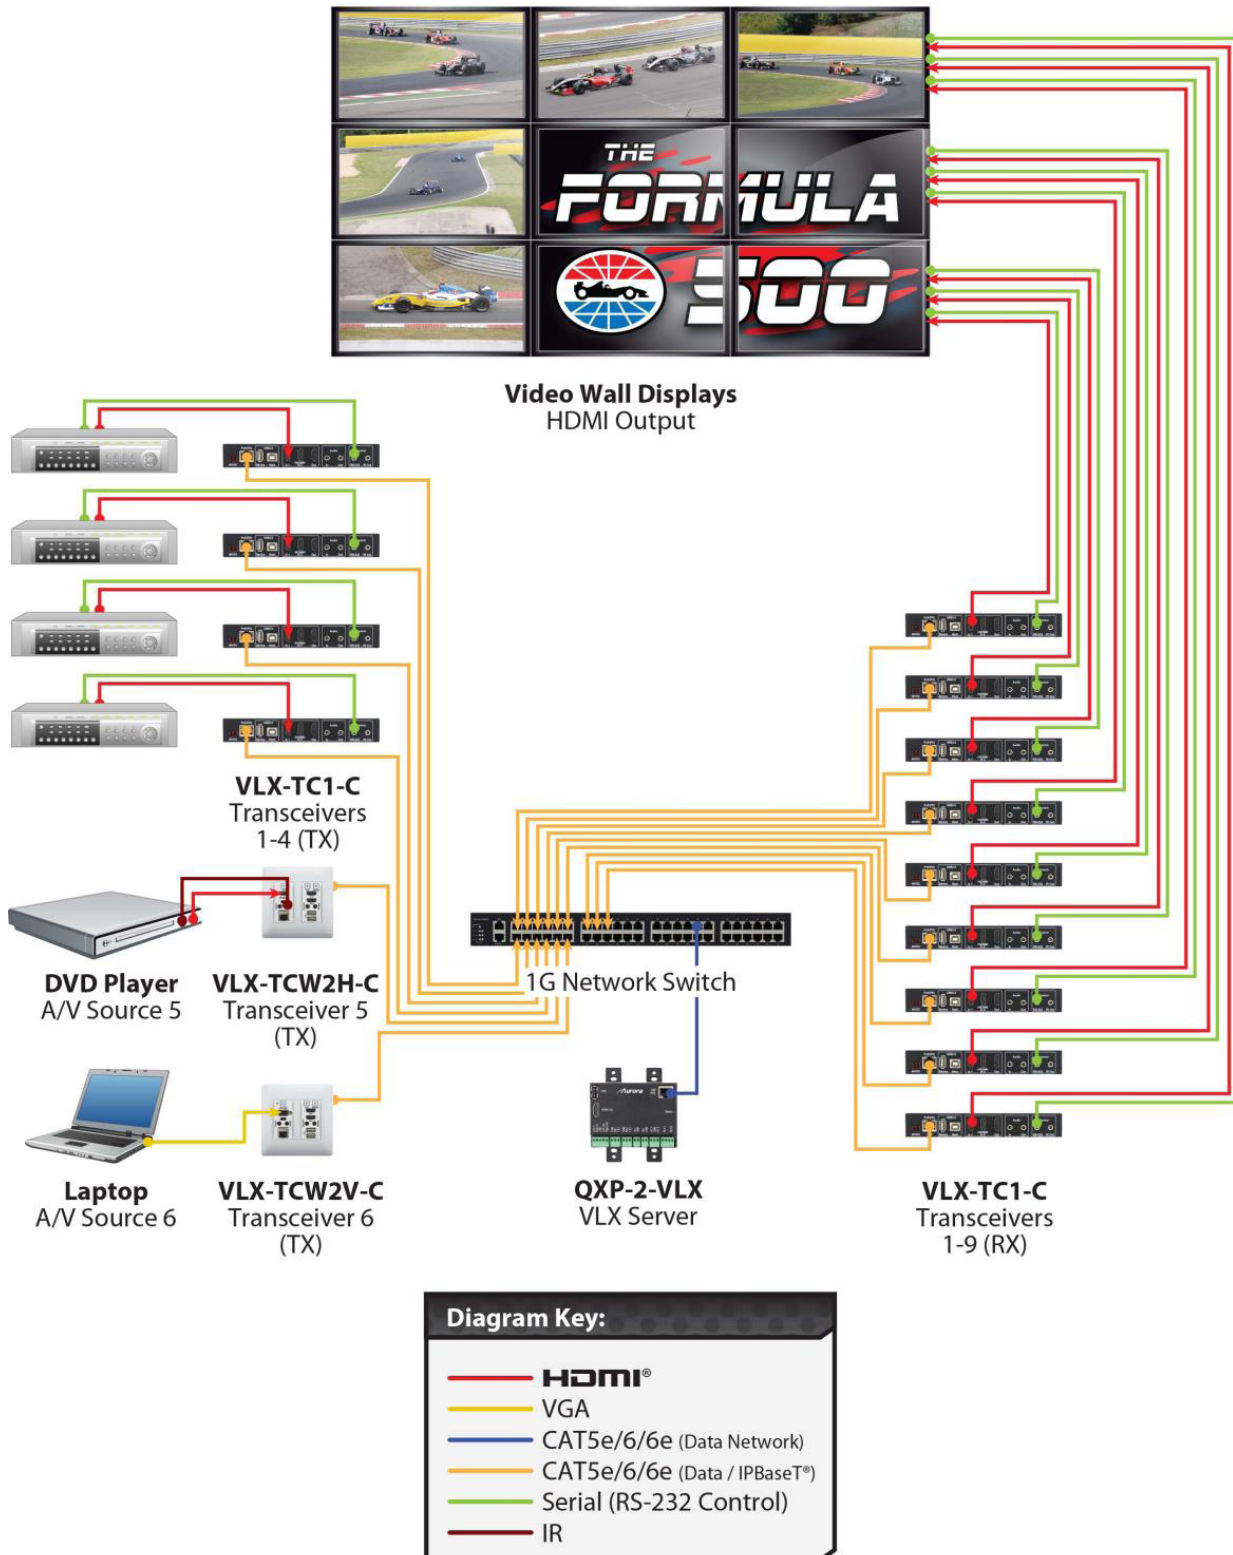 THE
FORMULA
500
Video Wall Displays
HDMI Output
VLX-TC1-C
Transceivers
1-4 (TX)
DVD Player
A/V Source 5
VLX-TCW2H-C
Transceiver 5
(TX)
1G Network Switch
Laptop
A/V Source 6
VLX-TCW2V-C
Transceiver 6
(TX)
Aurora
QXP-2-VLX
VLX Server
VLX-TC1-C
Transceivers
1-9 (RX)
Diagram Key:
HDMI®
VGA
CAT5e/6/6e (Data Network)
CAT5e/6/6e (Data / IPBaseT®)
Serial (RS-232 Control)
IR